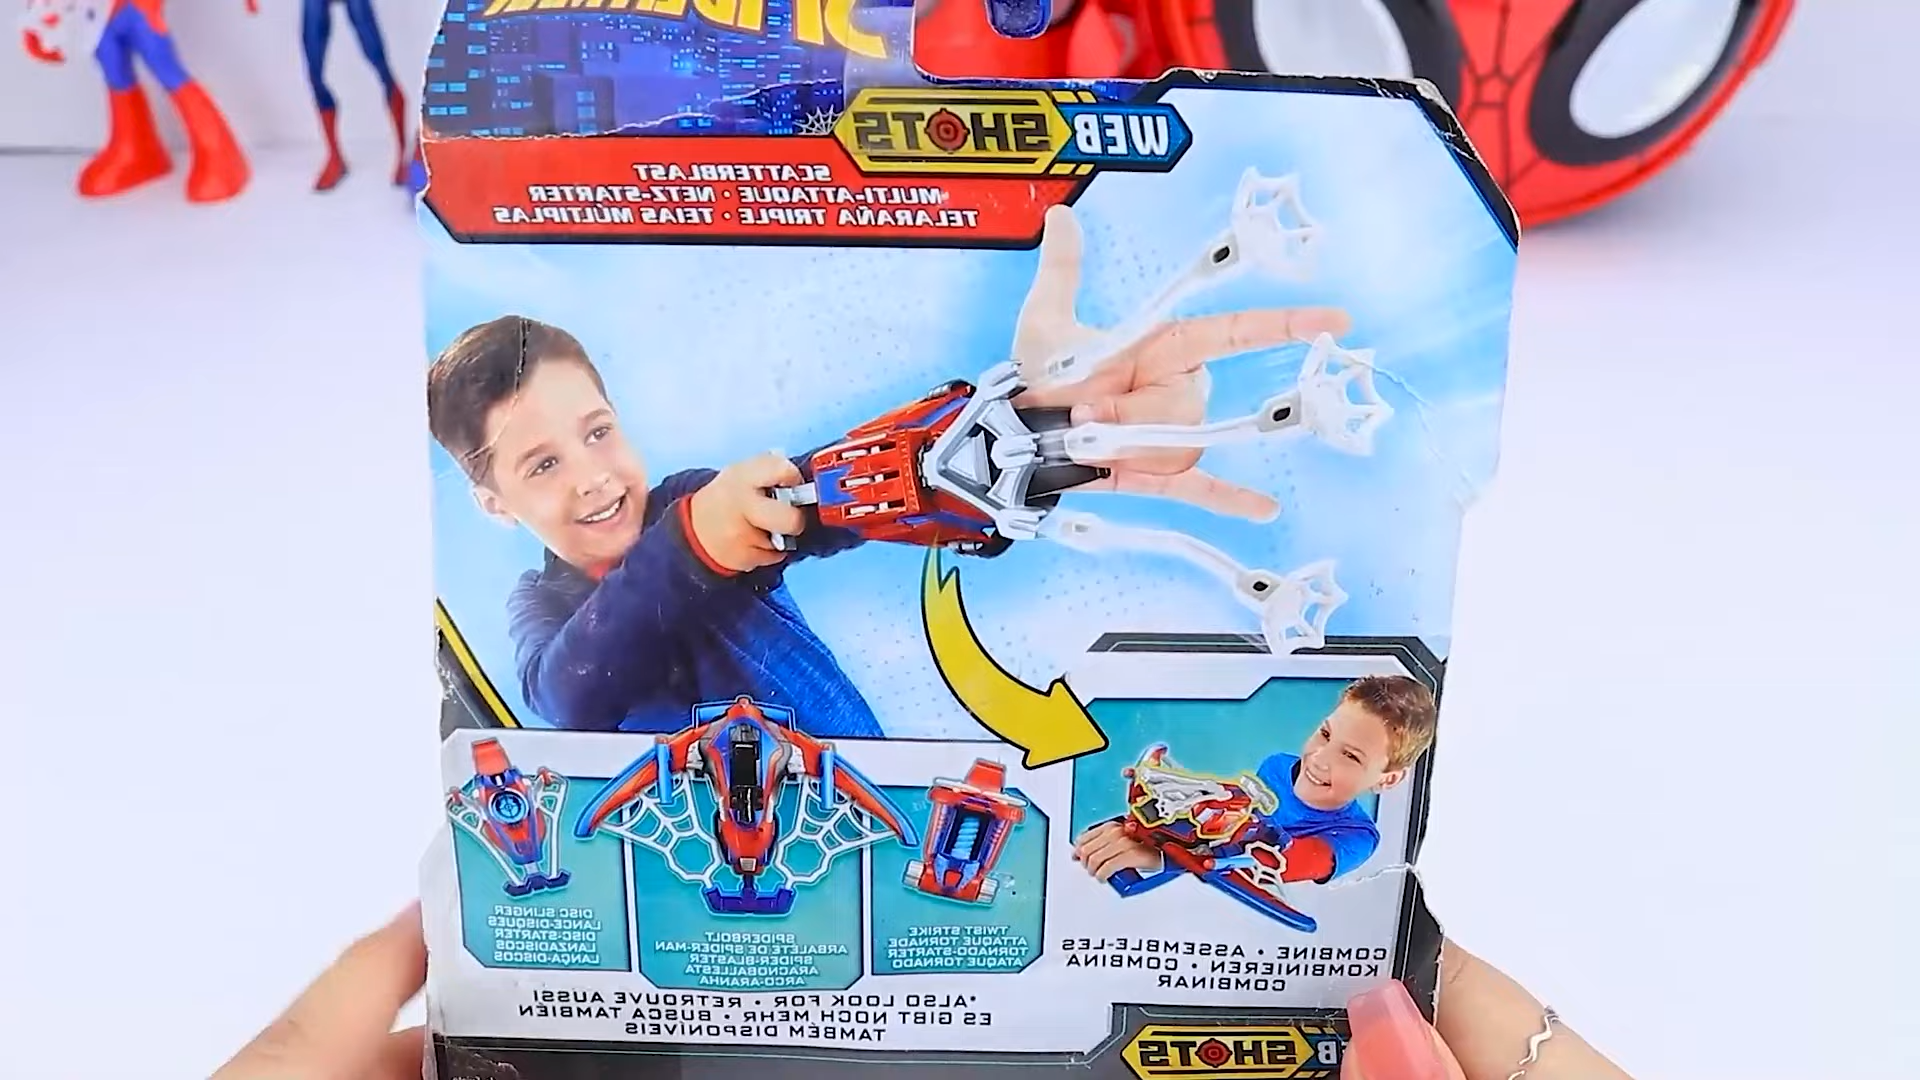 SPIDER-MAN
WEB SHOTS
SCATTERBLAST
MULTI-ATTAQUE • NETZ-STARTER
TELARAÑA TRIPLE • TEIAS MÚLTIPLAS
DISC SLINGER
LANCE-DISQUES
DISC-STARTER
LANZADISCOS
LANÇA-DISCOS
SPIDERBOLT
ARBALÈTE DE SPIDER-MAN
SPIDER-BLASTER
ARACNOBALLESTA
ARCO-ARANHA
TWIST STRIKE
ATTAQUE TORNADE
TORNADO-STARTER
ATAQUE TORNADO
COMBINE • ASSEMBLE-LES
KOMBINIEREN • COMBINA
COMBINAR
*ALSO LOOK FOR • RETROUVE AUSSI
ES GIBT NOCH MEHR • BUSCA TAMBIÉN
TAMBÉM DISPONÍVEIS
EB SHOTS